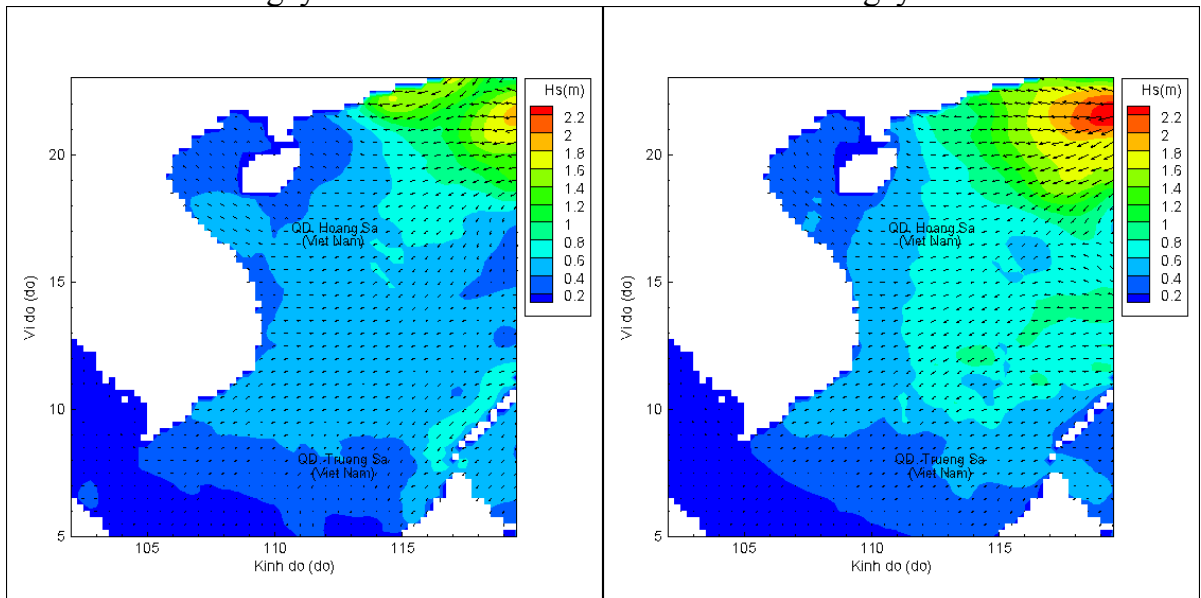 Hs(m)
2.2
2
1.8
1.6
1.4
1.2
1
0.8
0.6
0.4
0.2
20
15
10
5
Vi do (do)
QD. Hoang Sa
(Viet Nam)
QD. Truong Sa
(Viet Nam)
105 110 115
Kinh do (do)
Hs(m)
2.2
2
1.8
1.6
1.4
1.2
1
0.8
0.6
0.4
0.2
20
15
10
5
Vi do (do)
QD. Hoang Sa
(Viet Nam)
QD. Truong Sa
(Viet Nam)
105 110 115
Kinh do (do)